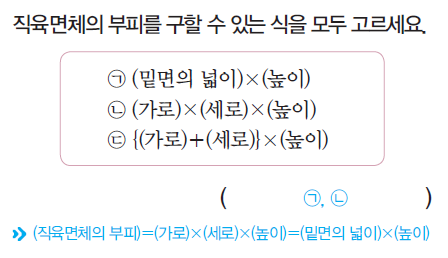 직육면체의 부피를 구할 수 있는 식을 모두 고르세요.
㉠ (밑면의 넓이)×(높이)
㉡ (가로)×(세로)×(높이)
㉢ {(가로)+(세로)}×(높이)
( ㉠, ㉡ )
≫ (직육면체의 부피)=(가로)×(세로)×(높이)=(밑면의 넓이)×(높이)